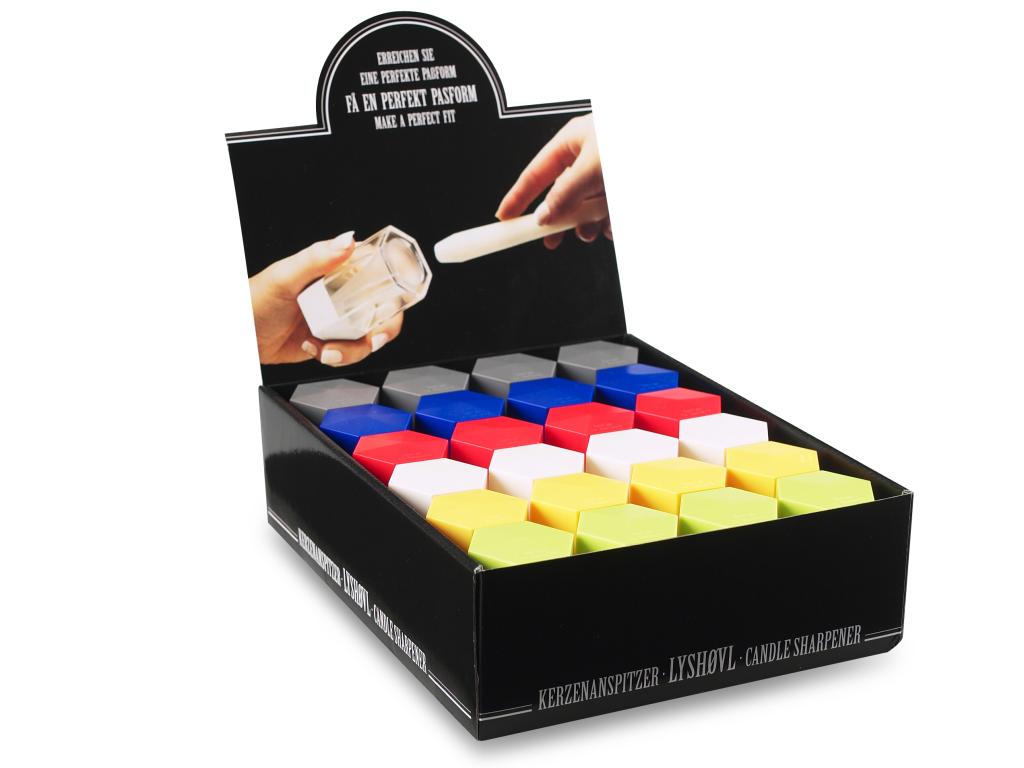 ERREICHEN SIE
EINE PERFEKTE PAßFORM
FÅ EN PERFEKT PASFORM
MAKE A PERFECT FIT
KERZENANSPITZER · LYSHØVL · CANDLE SHARPENER
KERZENANSPITZER · LYSHØVL · CANDLE SHARPENER